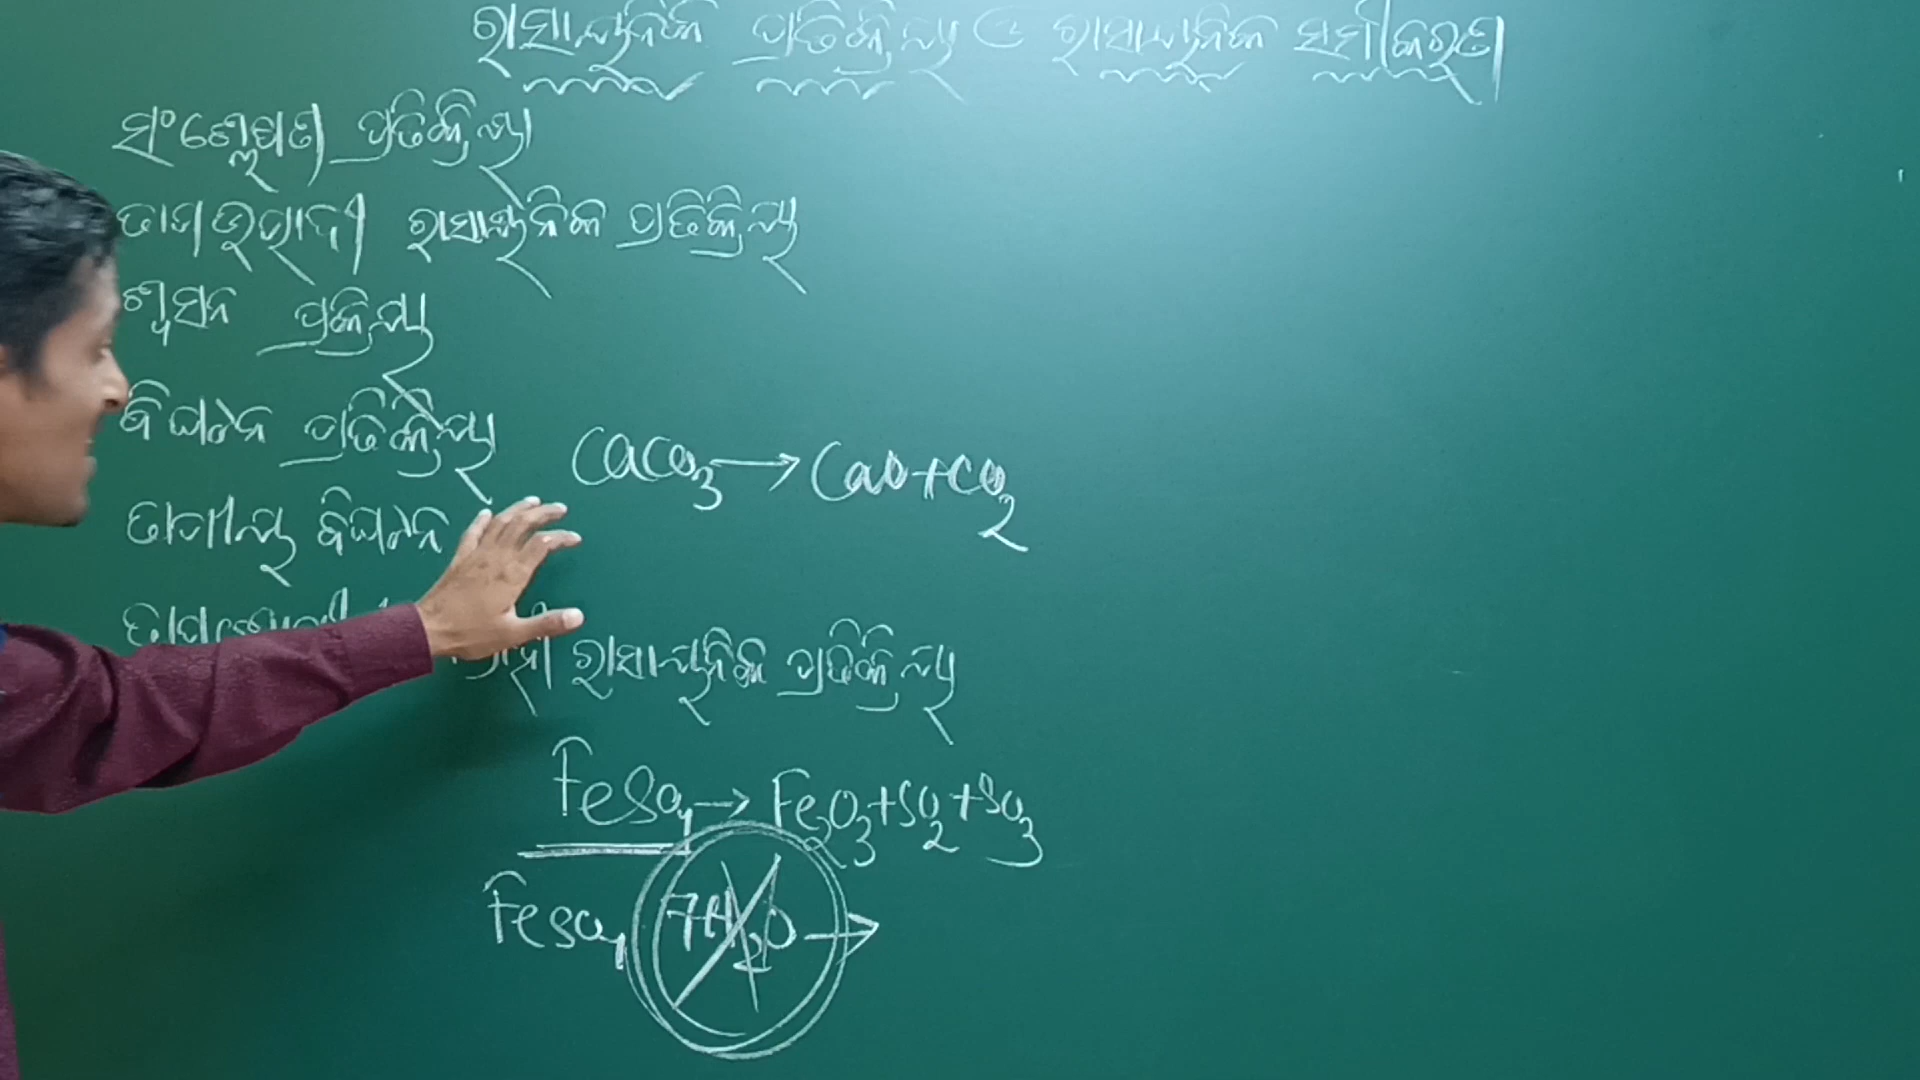 ରାସାୟନିକ ପ୍ରତିକ୍ରିୟା ଓ ରାସାୟନିକ ସମୀକରଣ
ସଂଶ୍ଳେଷଣ ପ୍ରତିକ୍ରିୟା
ତାପଉତ୍ପାଦୀ ରାସାୟନିକ ପ୍ରତିକ୍ରିୟା
ଶ୍ୱସନ ପ୍ରକ୍ରିୟା
ବିଘଟନ ପ୍ରତିକ୍ରିୟା
CaCO₃ → CaO + CO₂
ତାପୀୟ ବିଘଟନ
ରାସାୟନିକ ପ୍ରତିକ୍ରିୟା
FeSO₄ → Fe₂O₃ + SO₂ + SO₃
FeSO₄ 7H₂O →